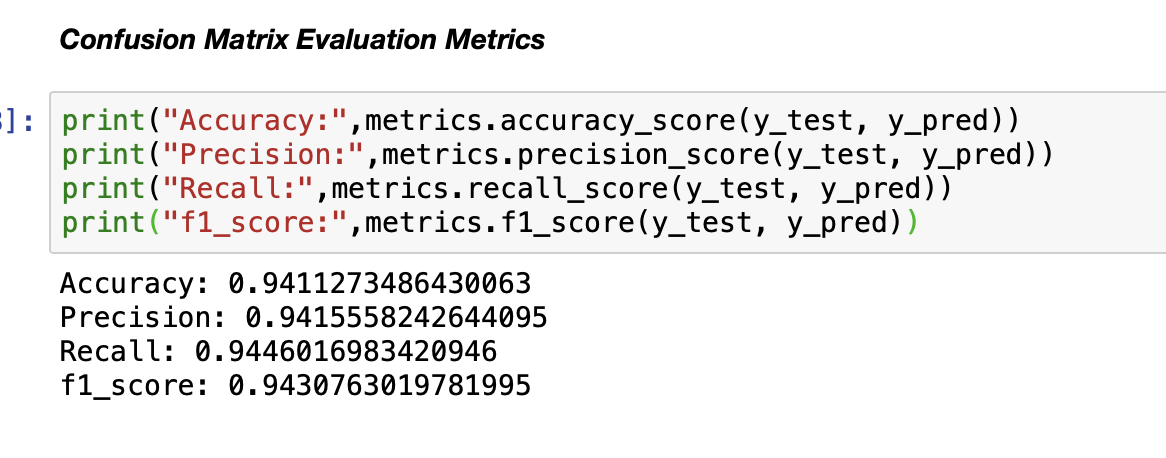 Confusion Matrix Evaluation Metrics
]: print("Accuracy:",metrics.accuracy_score(y_test, y_pred))
print("Precision:",metrics.precision_score(y_test, y_pred))
print("Recall:",metrics.recall_score(y_test, y_pred))
print("f1_score:",metrics.f1_score(y_test, y_pred))
Accuracy: 0.9411273486430063
Precision: 0.9415558242644095
Recall: 0.9446016983420946
f1_score: 0.9430763019781995